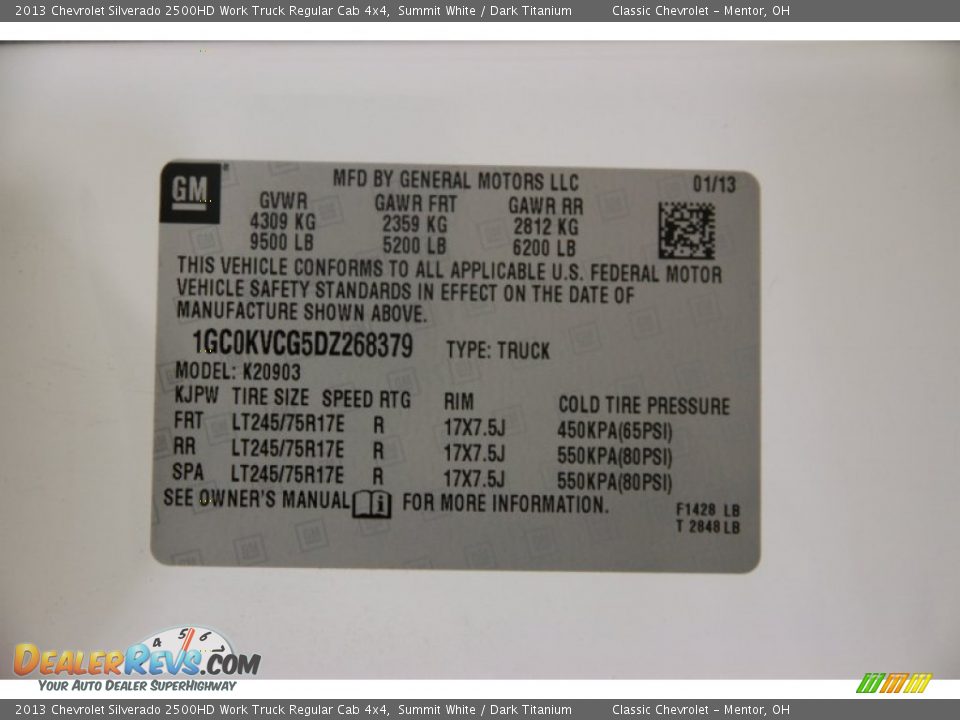 2013 Chevrolet Silverado 2500HD Work Truck Regular Cab 4x4, Summit White / Dark Titanium Classic Chevrolet – Mentor, OH
GM MFD BY GENERAL MOTORS LLC 01/13
GVWR GAWR FRT GAWR RR
4309 KG 2359 KG 2812 KG
9500 LB 5200 LB 6200 LB
THIS VEHICLE CONFORMS TO ALL APPLICABLE U.S. FEDERAL MOTOR
VEHICLE SAFETY STANDARDS IN EFFECT ON THE DATE OF
MANUFACTURE SHOWN ABOVE.
1GC0KVCG5DZ268379 TYPE: TRUCK
MODEL: K20903
KJPW TIRE SIZE SPEED RTG RIM COLD TIRE PRESSURE
FRT LT245/75R17E R 17X7.5J 450KPA(65PSI)
RR LT245/75R17E R 17X7.5J 550KPA(80PSI)
SPA LT245/75R17E R 17X7.5J 550KPA(80PSI)
SEE OWNER'S MANUAL FOR MORE INFORMATION.
F1428 LB
T 2848 LB
4 5 6 7
DEALERREVS.COM
YOUR AUTO DEALER SUPERHIGHWAY
2013 Chevrolet Silverado 2500HD Work Truck Regular Cab 4x4, Summit White / Dark Titanium Classic Chevrolet – Mentor, OH